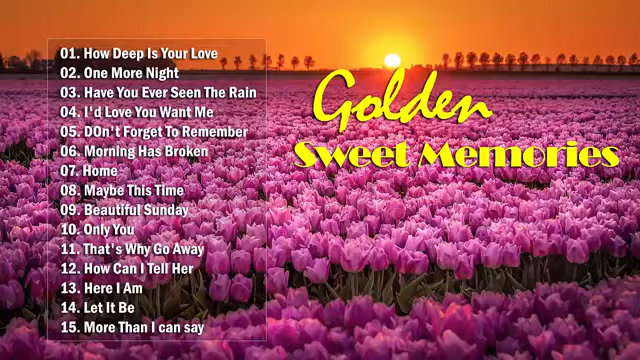 01. How Deep Is Your Love
02. One More Night
03. Have You Ever Seen The Rain
04. I'd Love You Want Me
05. DOn't Forget To Remember
06. Morning Has Broken
07. Home
08. Maybe This Time
09. Beautiful Sunday
10. Only You
11. That's Why Go Away
12. How Can I Tell Her
13. Here I Am
14. Let It Be
15. More Than I can say
Golden
Sweet Memories